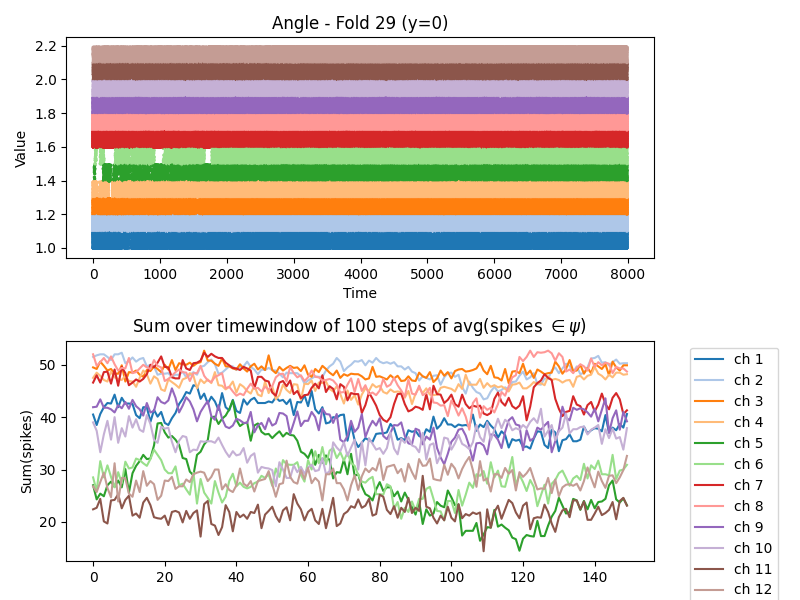 Angle - Fold 29 (y=0)
2.2
2.0
1.8
1.6
1.4
1.2
1.0
Value
0 1000 2000 3000 4000 5000 6000 7000 8000
Time
Sum over timewindow of 100 steps of avg(spikes ∈ ψ)
50
40
30
20
Sum(spikes)
0 20 40 60 80 100 120 140
ch 1
ch 2
ch 3
ch 4
ch 5
ch 6
ch 7
ch 8
ch 9
ch 10
ch 11
ch 12